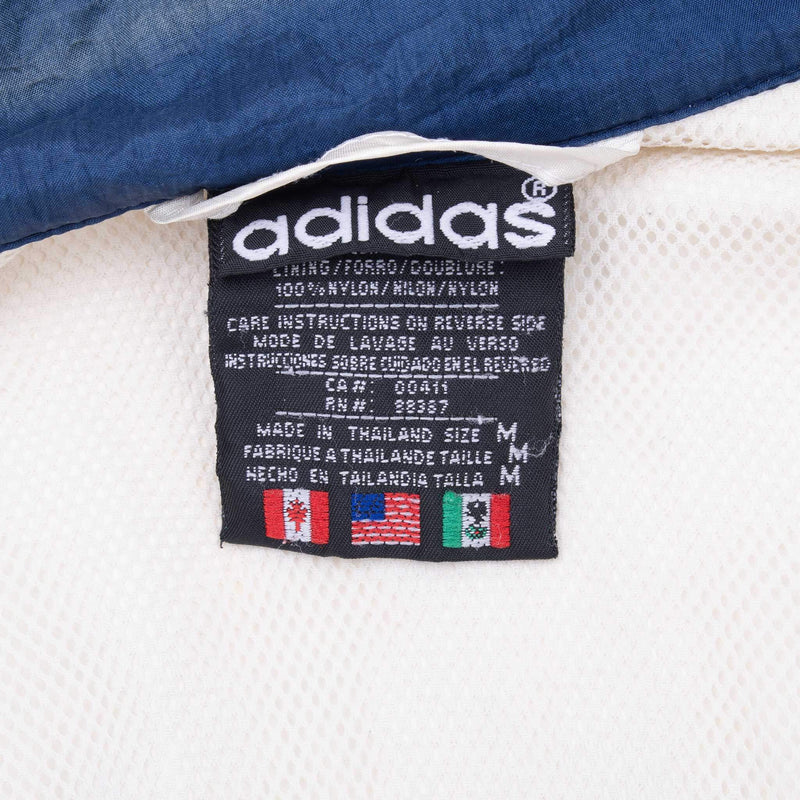 adidas®
LINING/FORRO/DOUBLURE:
100% NYLON/NILON/NYLON
CARE INSTRUCTIONS ON REVERSE SIDE
MODE DE LAVAGE AU VERSO
INSTRUCCIONES SOBRE CUIDADO EN EL REVERSO
CA#: 00411
RN#: 88387
MADE IN THAILAND SIZE M
FABRIQUE A THAILANDE TAILLE M
HECHO EN TAILANDIA TALLA M